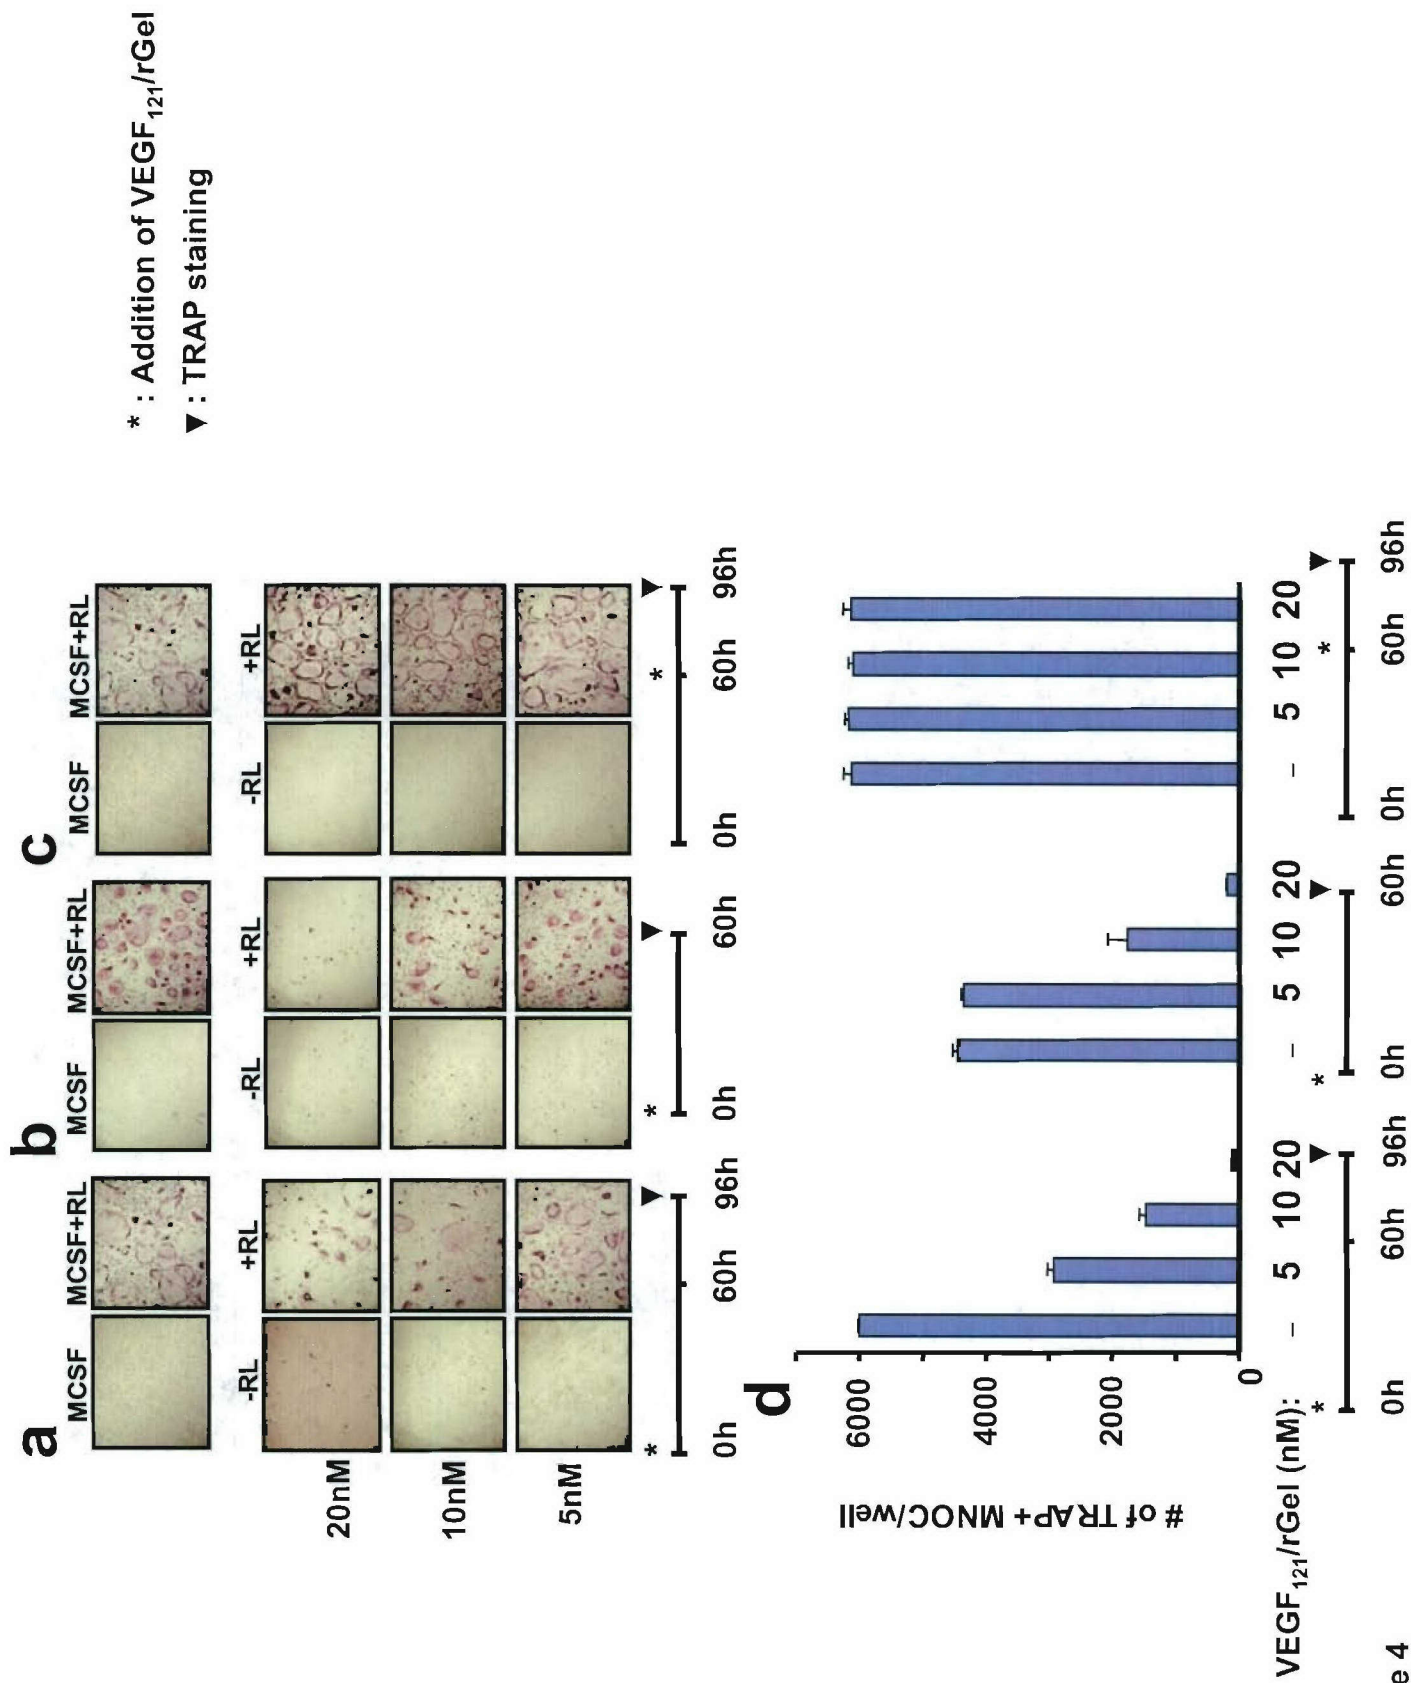 * : Addition of VEGF121/rGel
▼ : TRAP staining
a
b
c
MCSF MCSF+RL MCSF MCSF+RL MCSF MCSF+RL
-RL +RL -RL +RL -RL +RL
20nM
10nM
5nM
* ▼ * ▼ * ▼
0h 60h 96h 0h 60h 0h 60h 96h
d
# of TRAP+ MNOC/well
6000
4000
2000
0
VEGF121/rGel (nM): – 5 10 20 – 5 10 20 – 5 10 20
* ▼ * ▼ * ▼
0h 60h 96h 0h 60h 0h 60h 96h
e 4